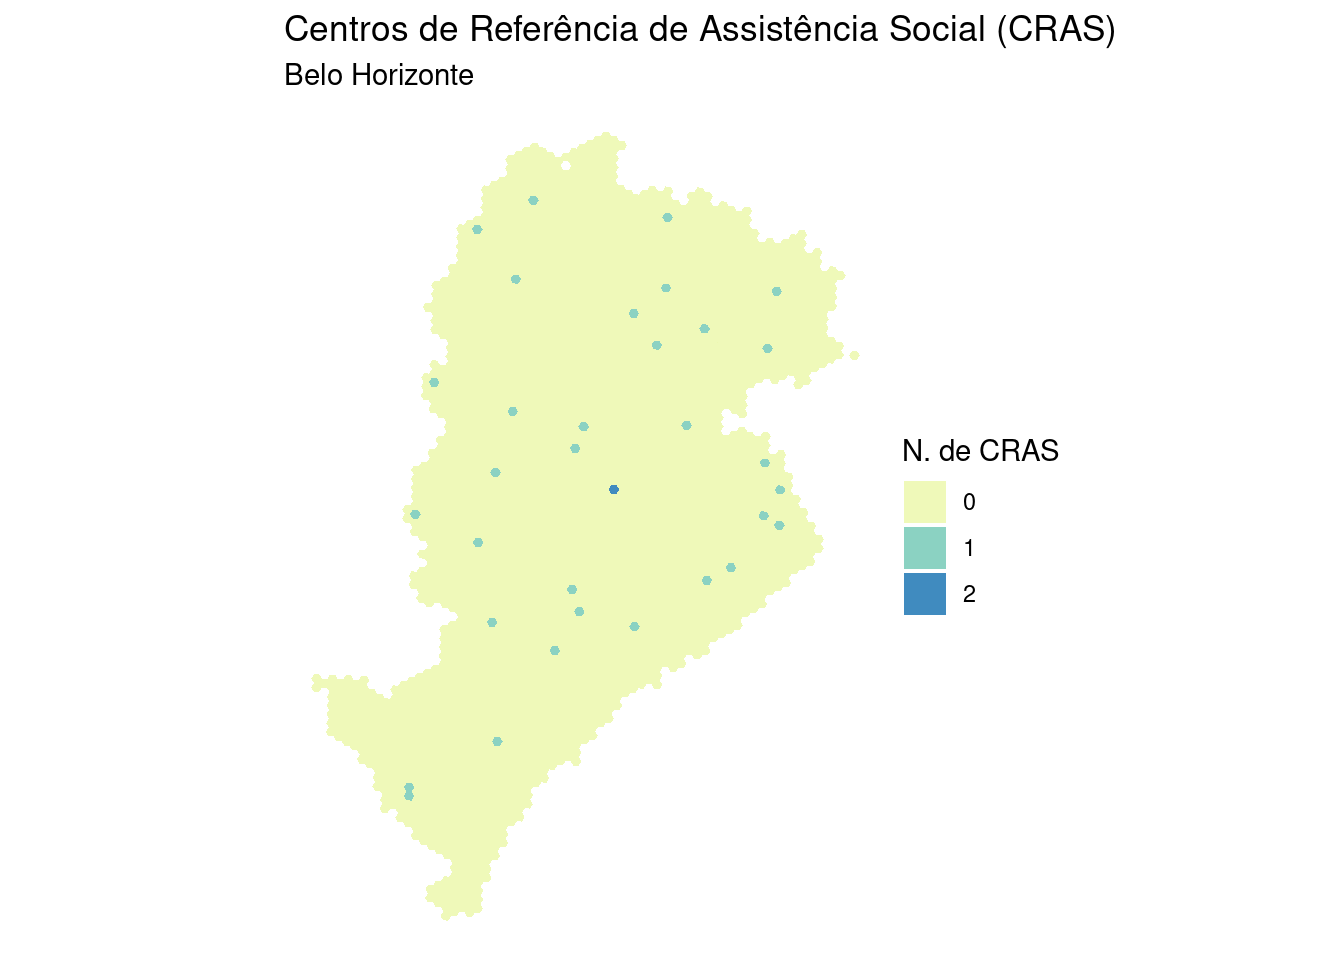 Centros de Referência de Assistência Social (CRAS)
Belo Horizonte
N. de CRAS
0
1
2